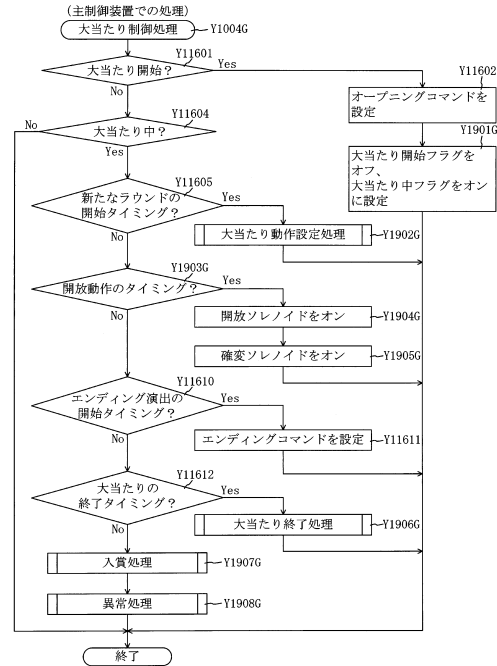 (主制御装置での処理)
大当たり制御処理
Y1004G
Y11601
大当たり開始？
Yes
No
Y11602
オープニングコマンドを
設定
Y11604
No
大当たり中？
Yes
Y1901G
大当たり開始フラグを
オフ、
大当たり中フラグをオン
に設定
Y11605
新たなラウンドの
開始タイミング？
Yes
No
大当たり動作設定処理
Y1902G
Y1903G
開放動作のタイミング？
Yes
No
開放ソレノイドをオン
Y1904G
確変ソレノイドをオン
Y1905G
Y11610
エンディング演出の
開始タイミング？
Yes
No
エンディングコマンドを設定
Y11611
Y11612
大当たりの
終了タイミング？
Yes
No
大当たり終了処理
Y1906G
入賞処理
Y1907G
異常処理
Y1908G
終了